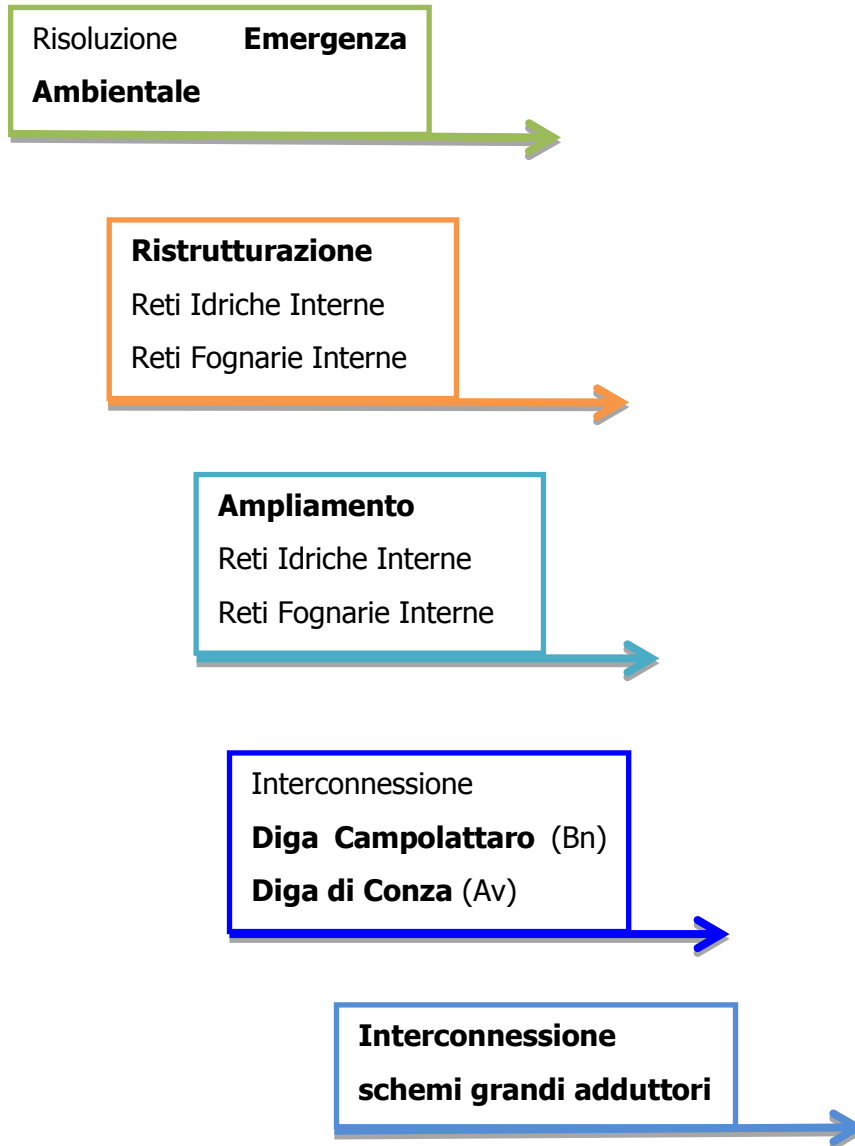 Risoluzione Emergenza
Ambientale
Ristrutturazione
Reti Idriche Interne
Reti Fognarie Interne
Ampliamento
Reti Idriche Interne
Reti Fognarie Interne
Interconnessione
Diga Campolattaro (Bn)
Diga di Conza (Av)
Interconnessione
schemi grandi adduttori